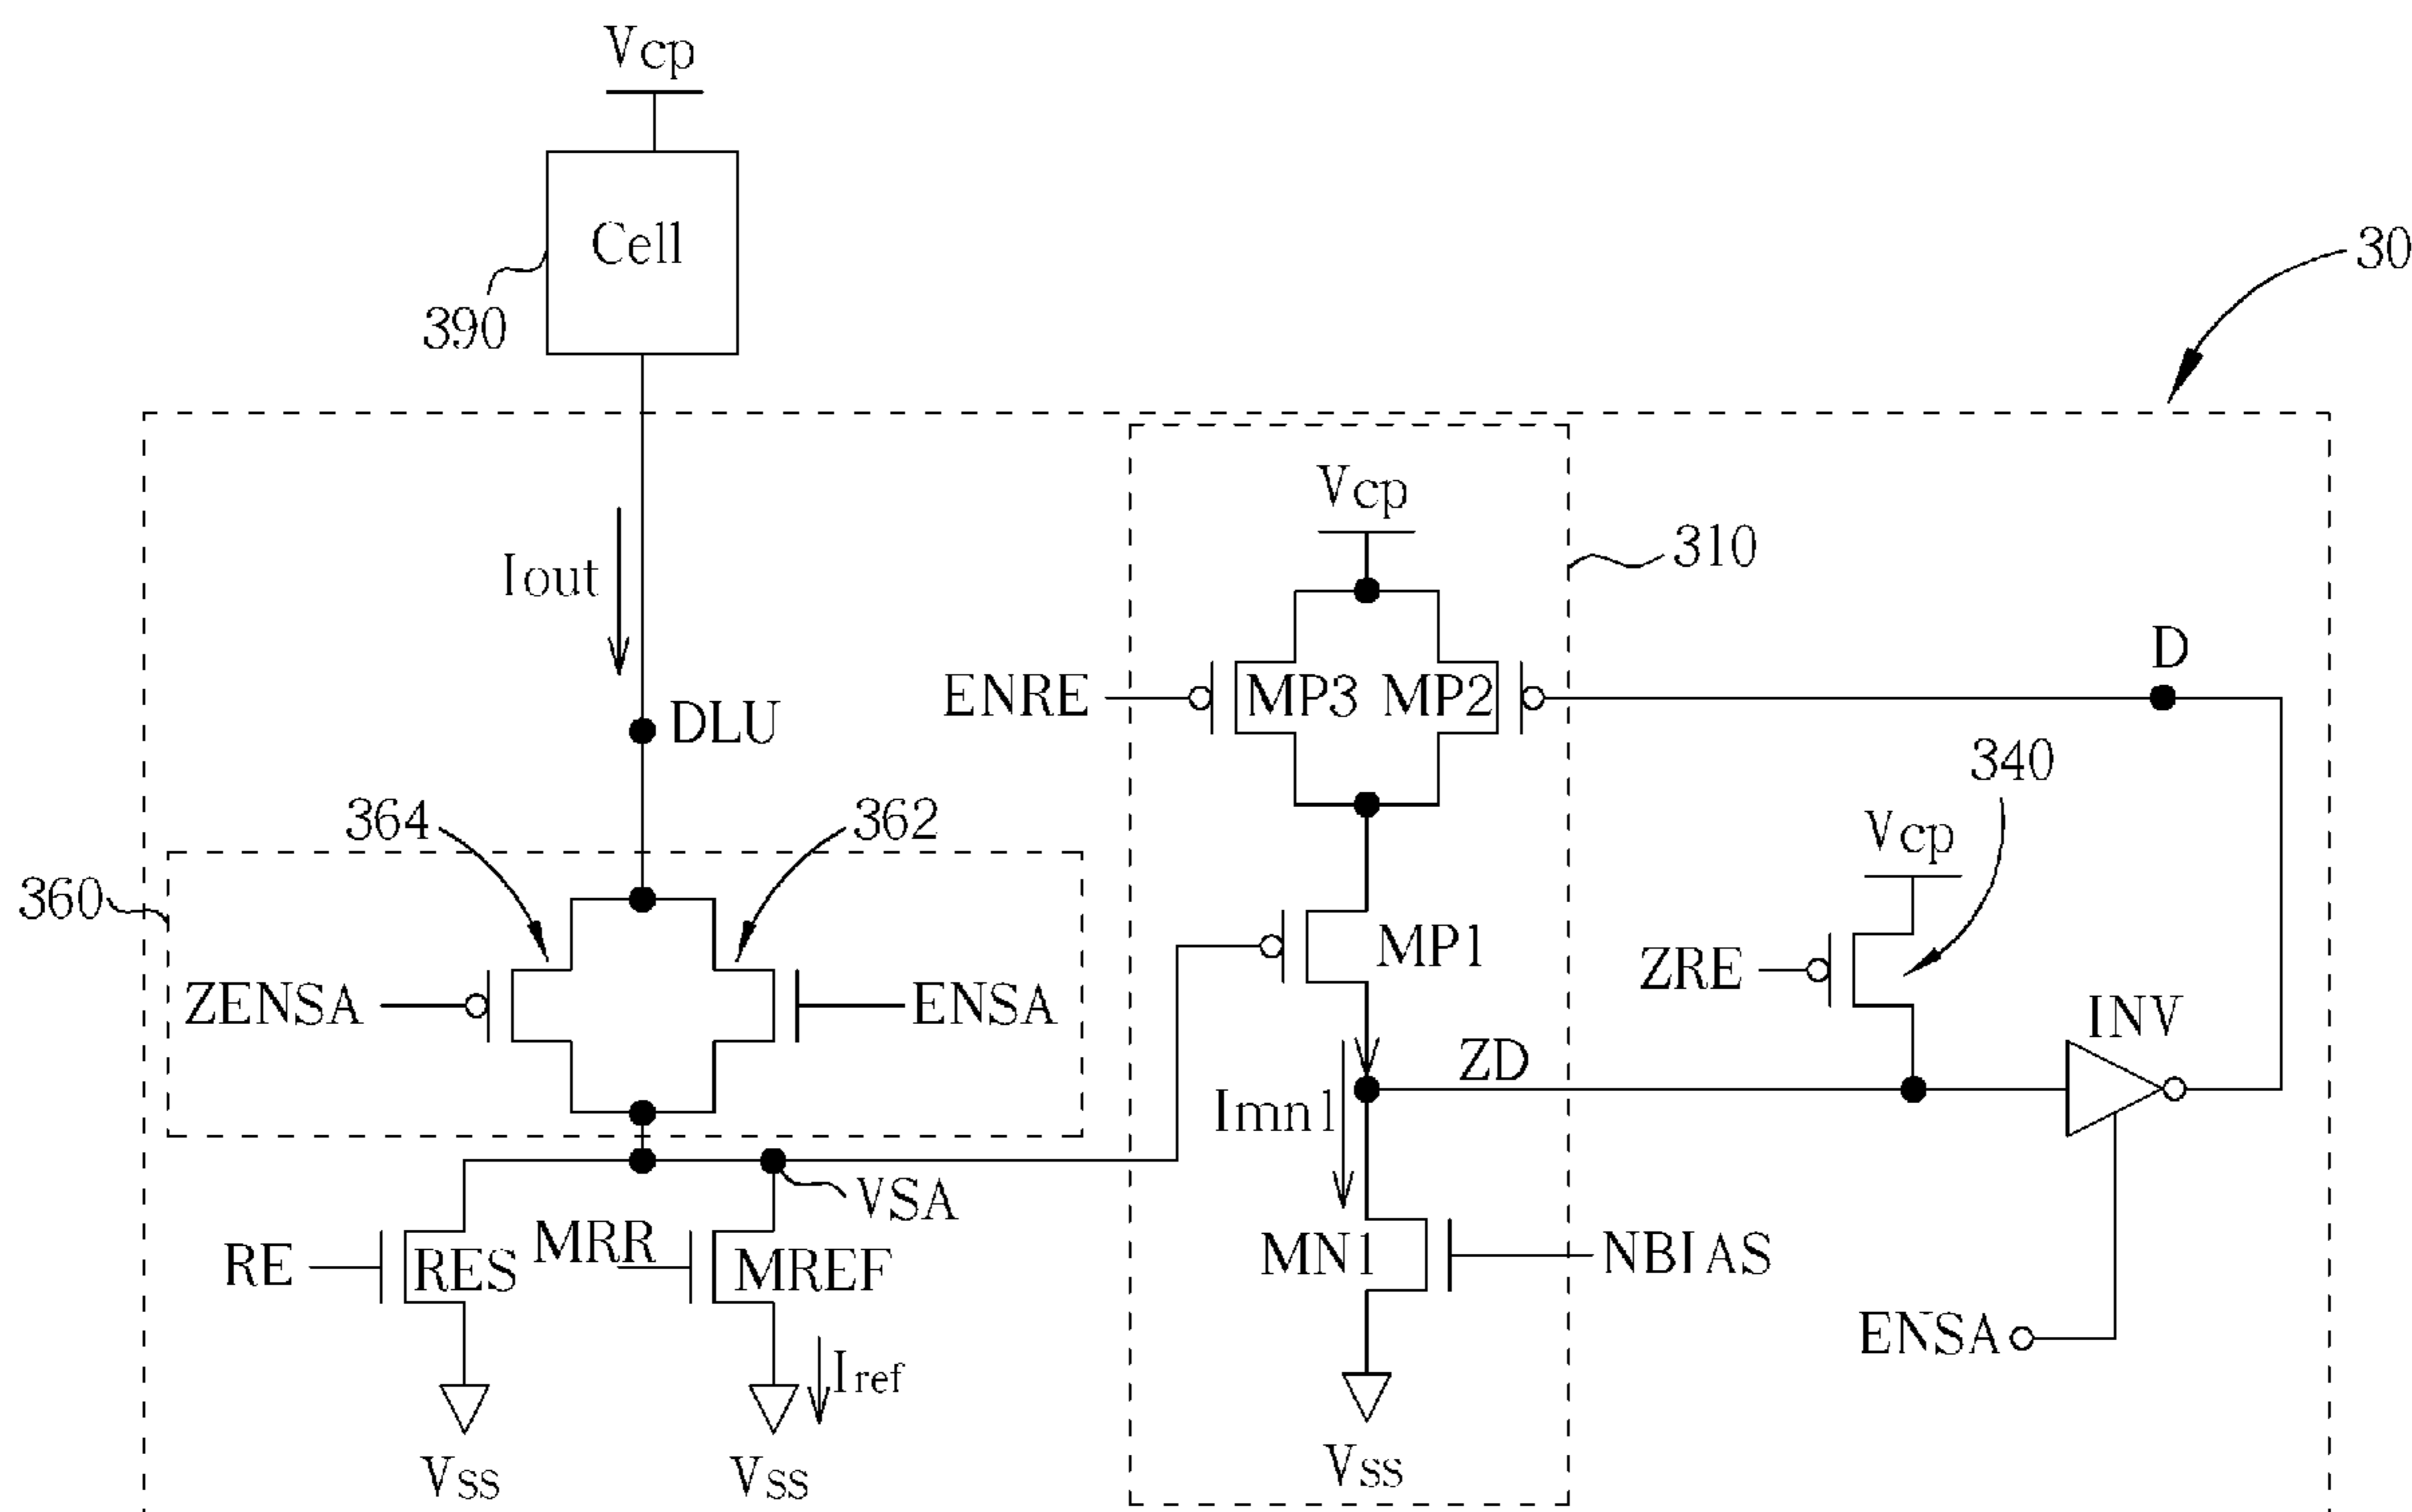 Vcp
Cell
390
30
Vcp
310
Iout
D
ENRE
MP3
MP2
DLU
340
364
362
Vcp
360
MP1
ZRE
ZENSA
ENSA
INV
ZD
Imn1
VSA
MRR
RE
RES
MREF
MN1
NBIAS
ENSA
Iref
Vss
Vss
Vss